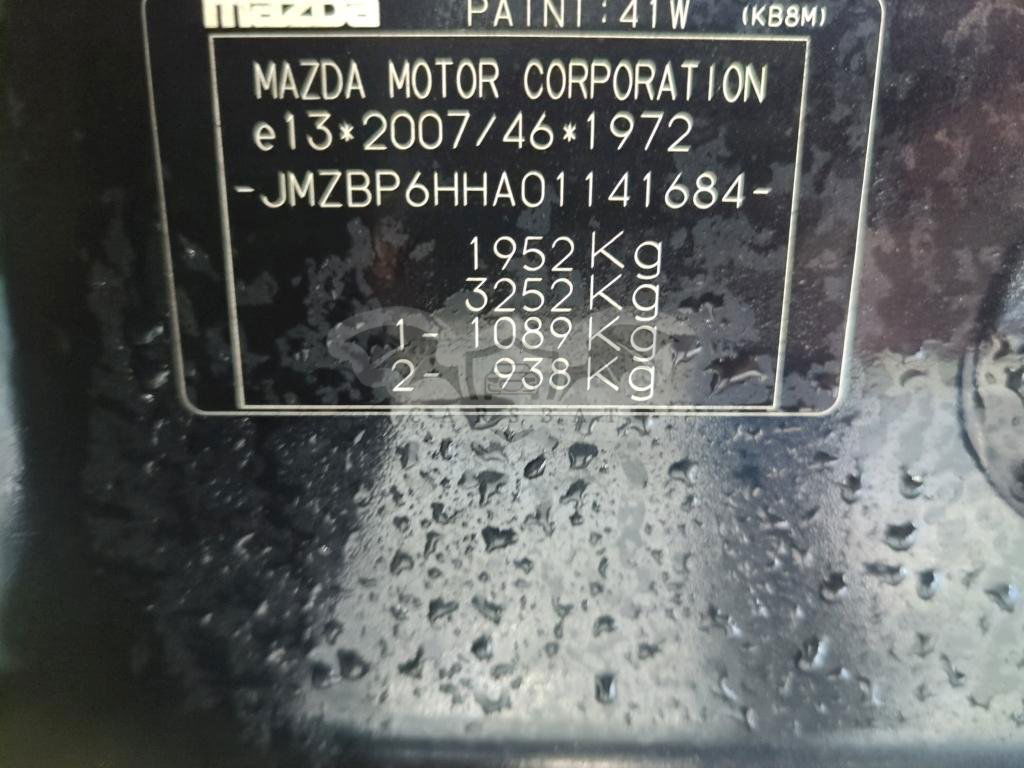 mazda PAINT:41W (KB8M)
MAZDA MOTOR CORPORATION
e13*2007/46*1972
-JMZBP6HHA01141684-
1952Kg
3252Kg
1- 1089Kg
2- 938Kg